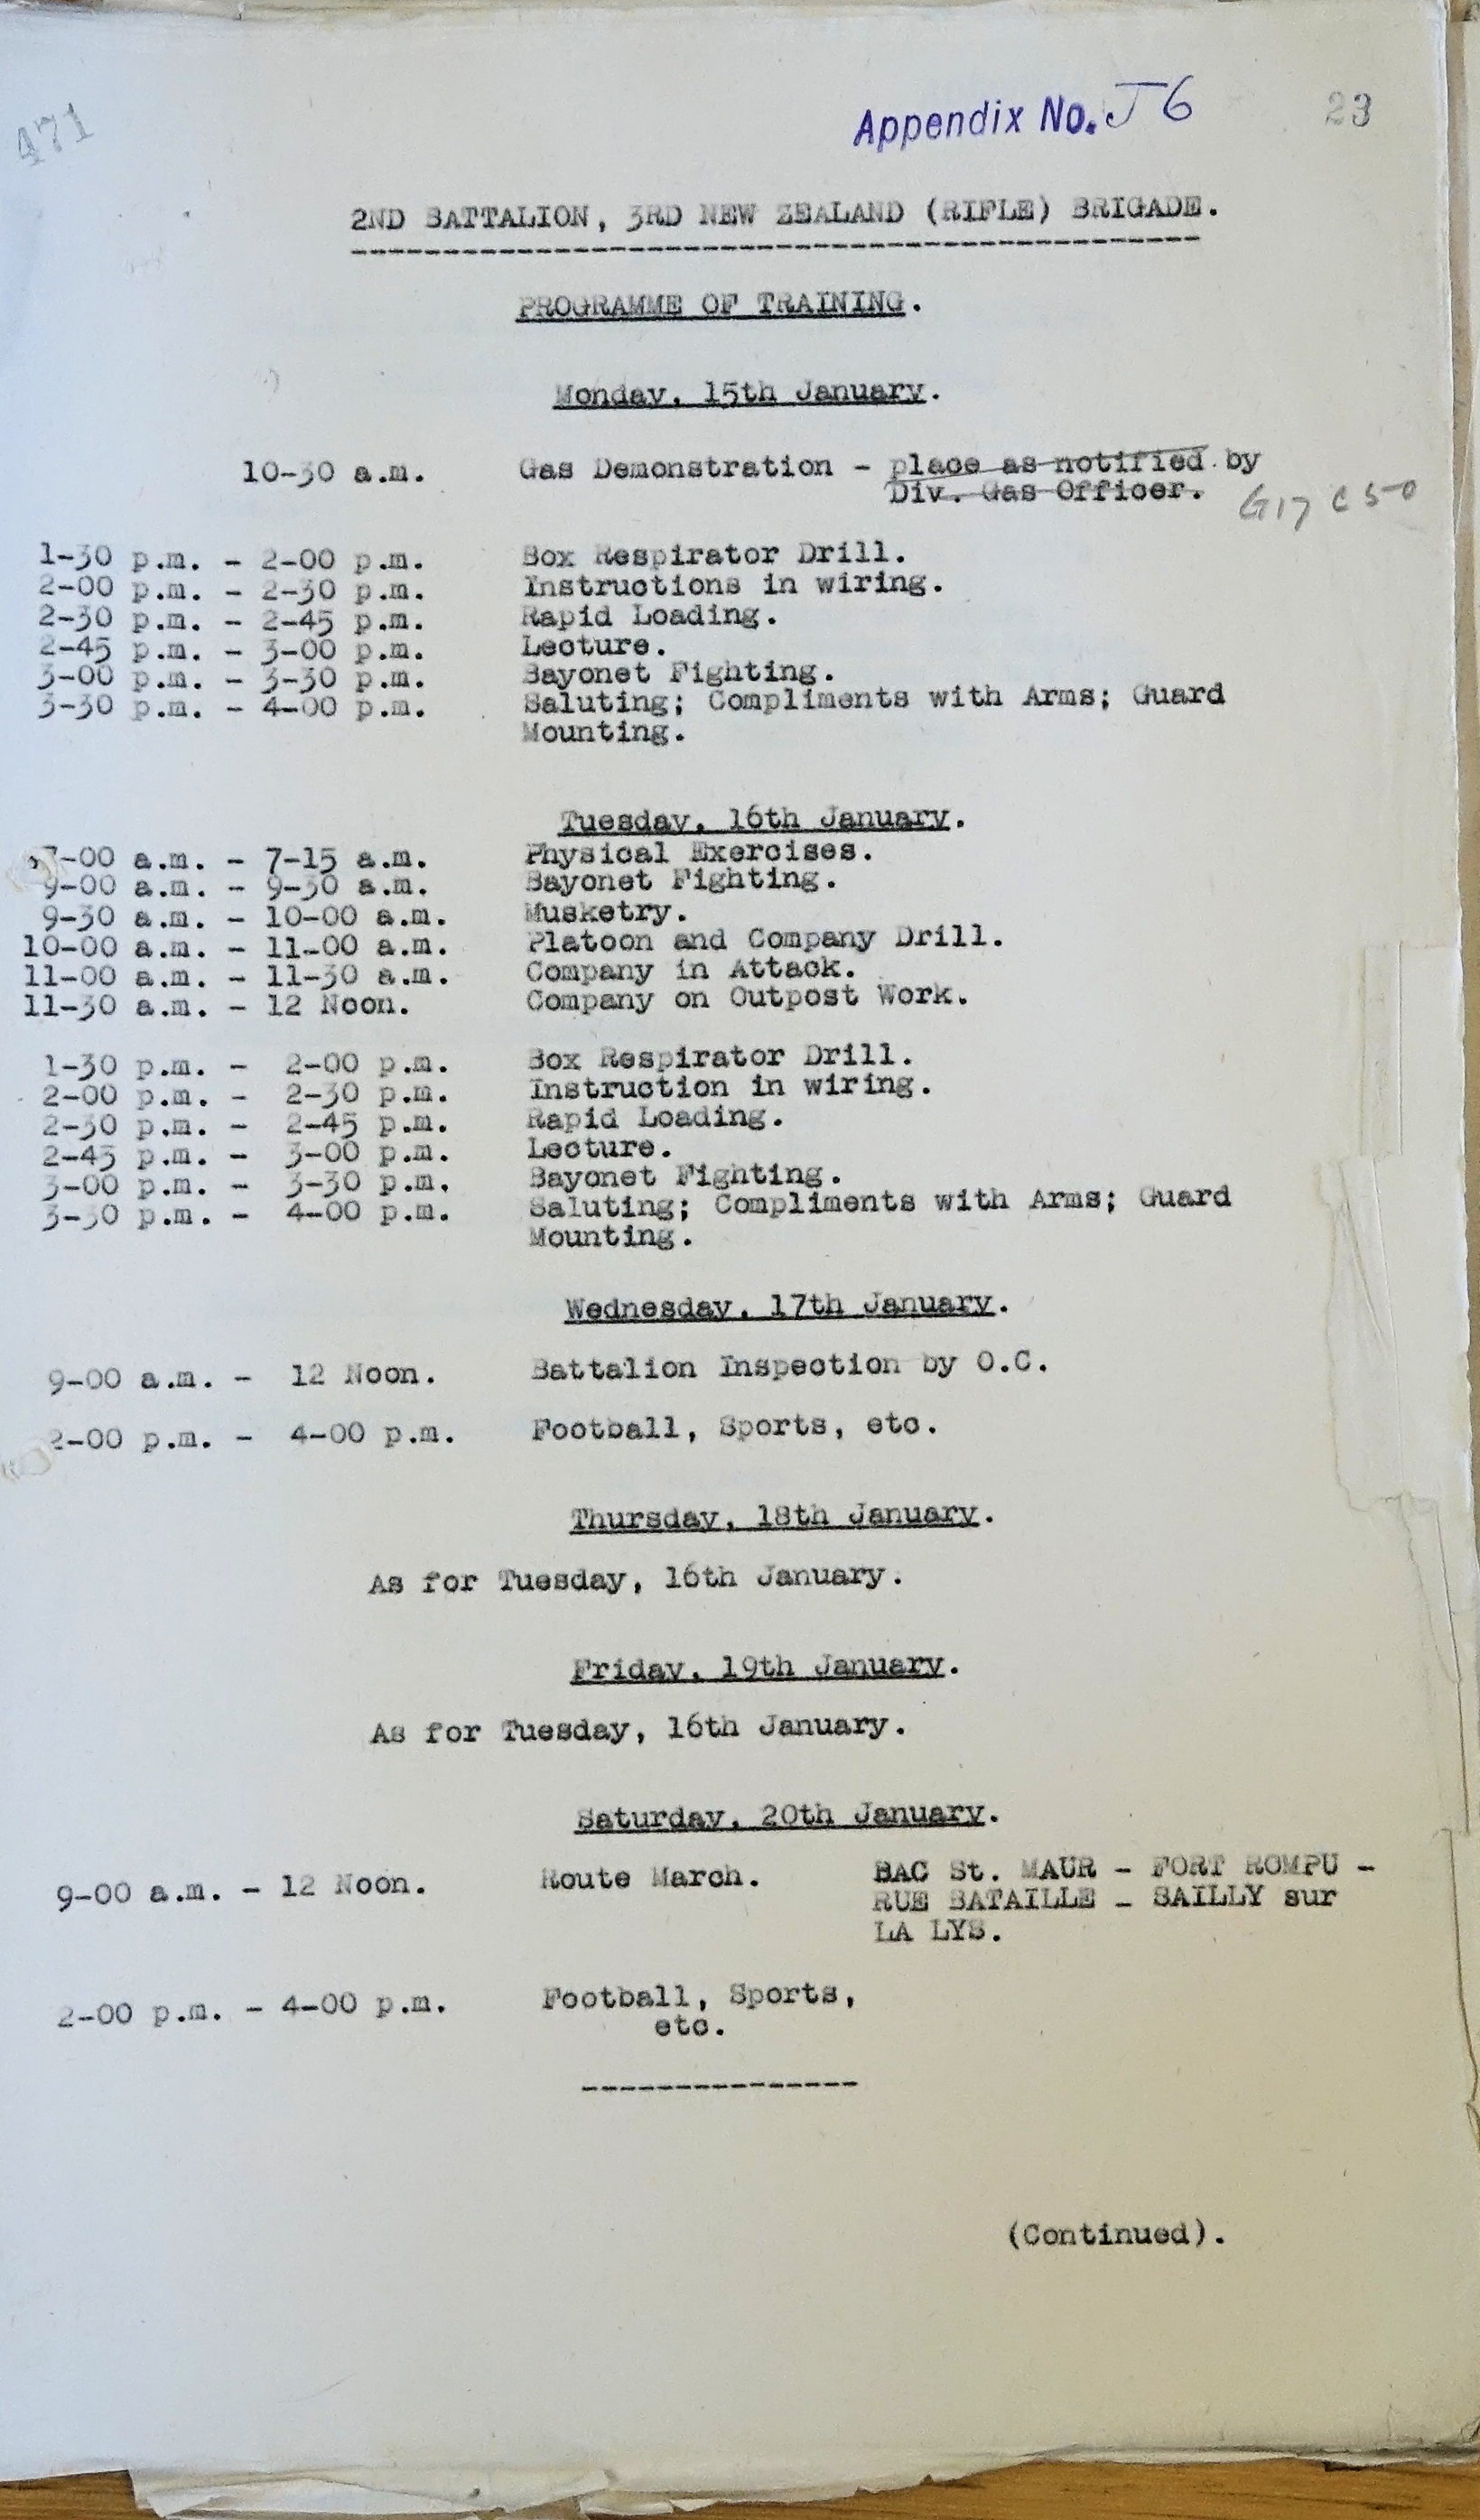 471
Appendix No. J6
23
2ND BATTALION, 3RD NEW ZEALAND (RIFLE) BRIGADE.
PROGRAMME OF TRAINING.
Monday, 15th January.
10-30 a.m. Gas Demonstration - place as notified by
Div. Gas Officer. G17 c 50
1-30 p.m. - 2-00 p.m. Box Respirator Drill.
2-00 p.m. - 2-30 p.m. Instructions in wiring.
2-30 p.m. - 2-45 p.m. Rapid Loading.
2-45 p.m. - 3-00 p.m. Lecture.
3-00 p.m. - 3-30 p.m. Bayonet Fighting.
3-30 p.m. - 4-00 p.m. Saluting; Compliments with Arms; Guard
Mounting.
Tuesday, 16th January.
7-00 a.m. - 7-15 a.m. Physical Exercises.
9-00 a.m. - 9-30 a.m. Bayonet Fighting.
9-30 a.m. - 10-00 a.m. Musketry.
10-00 a.m. - 11-00 a.m. Platoon and Company Drill.
11-00 a.m. - 11-30 a.m. Company in Attack.
11-30 a.m. - 12 Noon. Company on Outpost Work.
1-30 p.m. - 2-00 p.m. Box Respirator Drill.
2-00 p.m. - 2-30 p.m. Instruction in wiring.
2-30 p.m. - 2-45 p.m. Rapid Loading.
2-45 p.m. - 3-00 p.m. Lecture.
3-00 p.m. - 3-30 p.m. Bayonet Fighting.
3-30 p.m. - 4-00 p.m. Saluting; Compliments with Arms; Guard
Mounting.
Wednesday, 17th January.
9-00 a.m. - 12 Noon. Battalion Inspection by O.C.
2-00 p.m. - 4-00 p.m. Football, Sports, etc.
Thursday, 18th January.
As for Tuesday, 16th January.
Friday, 19th January.
As for Tuesday, 16th January.
Saturday, 20th January.
9-00 a.m. - 12 Noon. Route March. BAC St. MAUR - FORT ROMPU -
RUE BATAILLE - SAILLY sur
LA LYS.
2-00 p.m. - 4-00 p.m. Football, Sports,
etc.
(Continued).